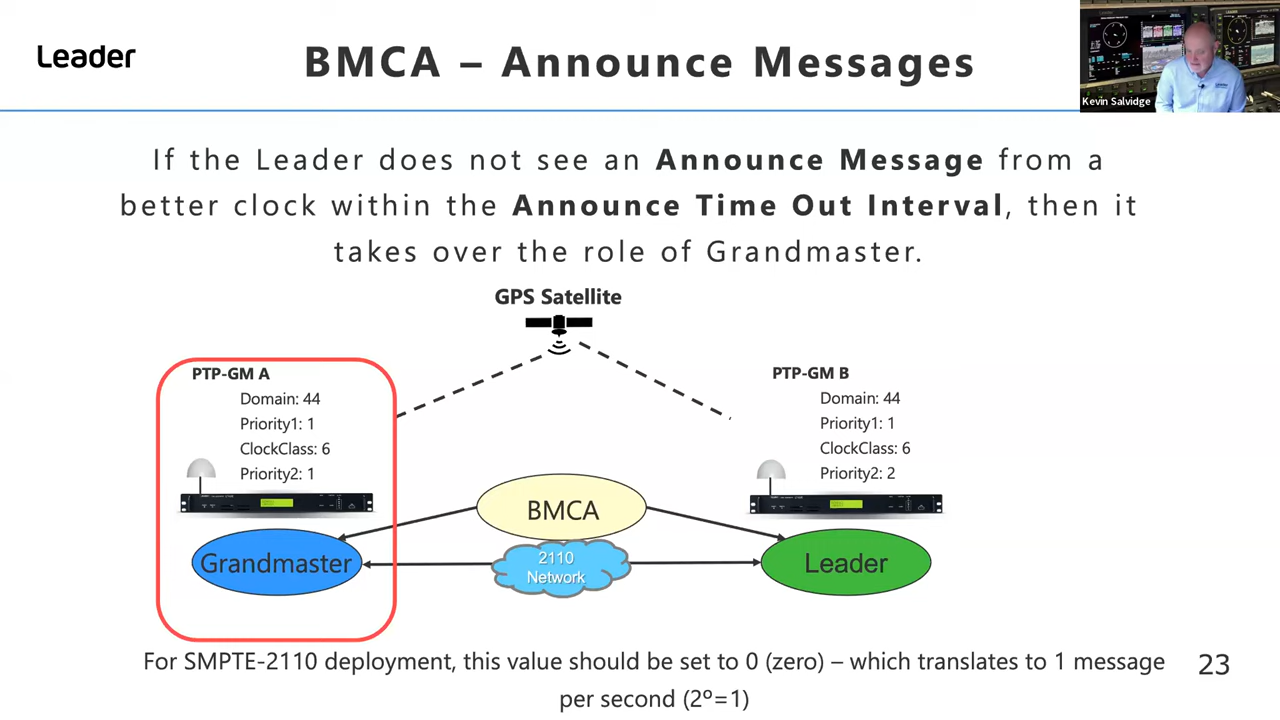 Leader
BMCA – Announce Messages
Kevin Salvidge
If the Leader does not see an Announce Message from a
better clock within the Announce Time Out Interval, then it
takes over the role of Grandmaster.
GPS Satellite
PTP-GM A
Domain: 44
Priority1: 1
ClockClass: 6
Priority2: 1
PTP-GM B
Domain: 44
Priority1: 1
ClockClass: 6
Priority2: 2
BMCA
Grandmaster
2110
Network
Leader
For SMPTE-2110 deployment, this value should be set to 0 (zero) – which translates to 1 message
per second (2⁰=1)
23